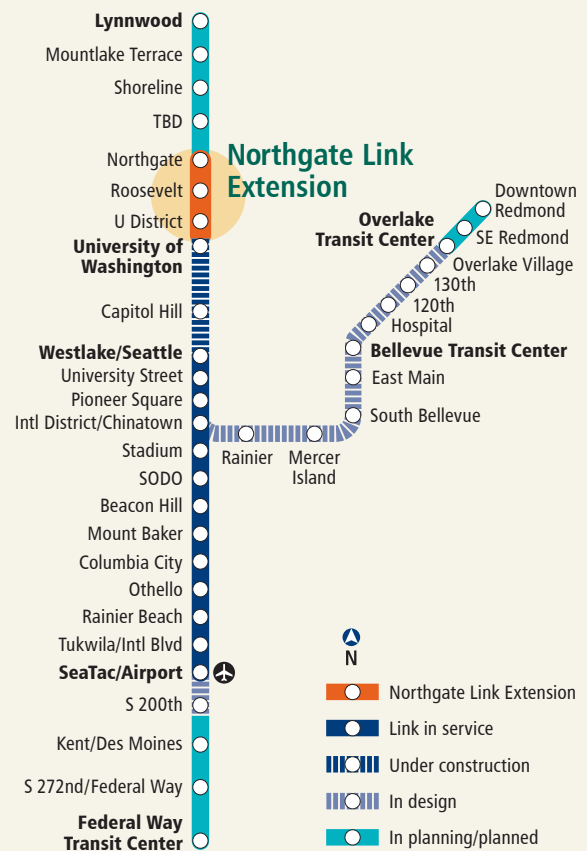 Lynnwood
Mountlake Terrace
Shoreline
TBD
Northgate
Roosevelt
U District
Northgate Link
Extension
University of
Washington
Capitol Hill
Westlake/Seattle
University Street
Pioneer Square
Intl District/Chinatown
Stadium
SODO
Beacon Hill
Mount Baker
Columbia City
Othello
Rainier Beach
Tukwila/Intl Blvd
SeaTac/Airport
S 200th
Kent/Des Moines
S 272nd/Federal Way
Federal Way
Transit Center
Downtown
Redmond
SE Redmond
Overlake
Transit Center
Overlake Village
130th
120th
Hospital
Bellevue Transit Center
East Main
South Bellevue
Rainier
Mercer
Island
N
Northgate Link Extension
Link in service
Under construction
In design
In planning/planned